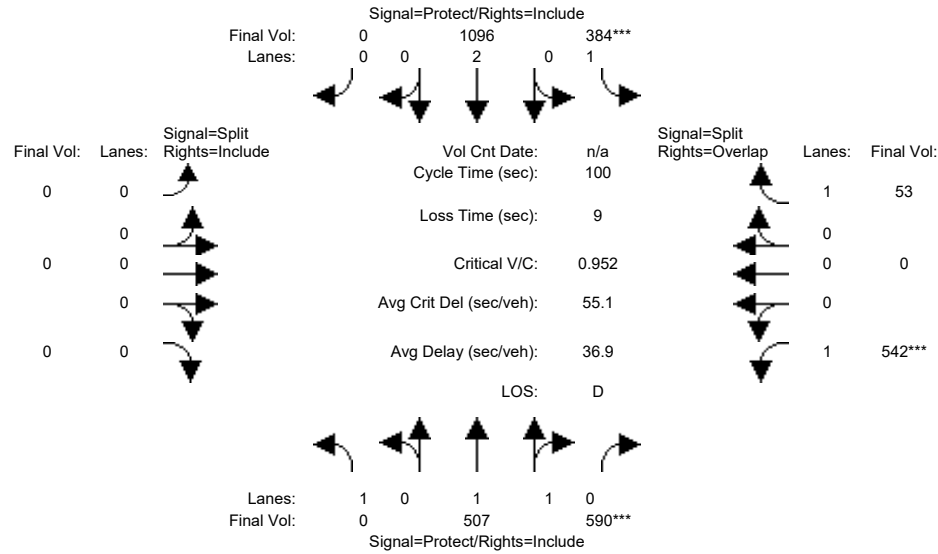 Signal=Protect/Rights=Include
Final Vol: 0 1096 384***
Lanes: 0 0 2 0 1
Signal=Split Signal=Split
Final Vol: Lanes: Rights=Include Vol Cnt Date: n/a Rights=Overlap Lanes: Final Vol:
Cycle Time (sec): 100
0 0 1 53
Loss Time (sec): 9
0 0
0 0 Critical V/C: 0.952 0 0
0 Avg Crit Del (sec/veh): 55.1 0
0 0 Avg Delay (sec/veh): 36.9 1 542***
LOS: D
Lanes: 1 0 1 1 0
Final Vol: 0 507 590***
Signal=Protect/Rights=Include